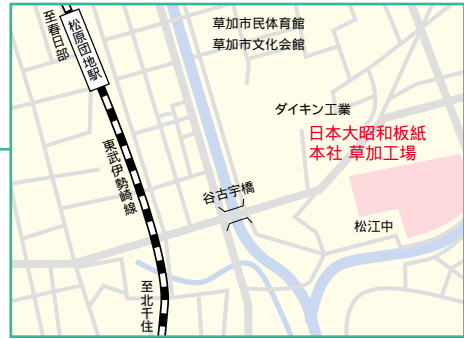 至春日部
松原団地駅
東武伊勢崎線
至北千住
草加市民体育館
草加市文化会館
ダイキン工業
日本大昭和板紙
本社 草加工場
谷古宇橋
松江中